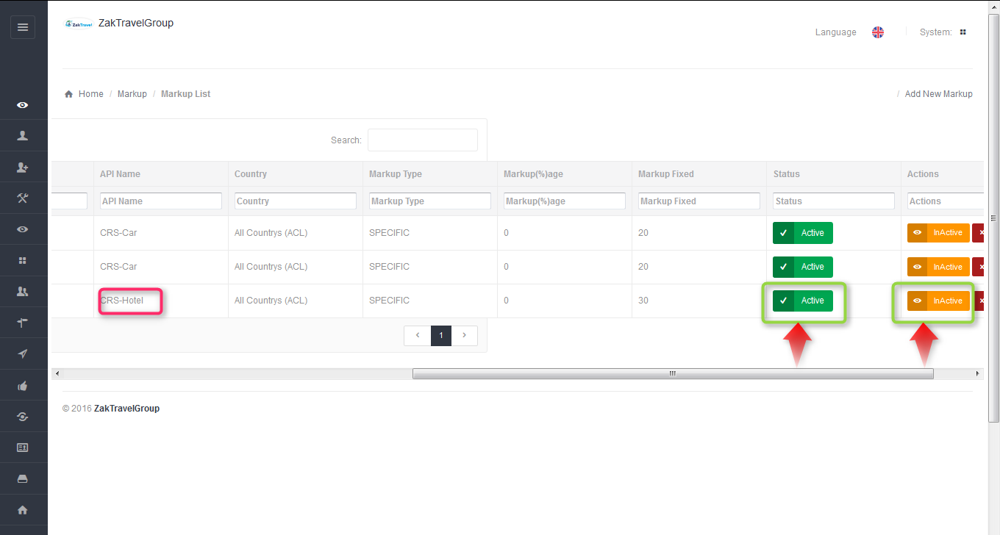 ZakTravel ZakTravelGroup
Language System:
Home / Markup / Markup List / Add New Markup
Search:
API Name Country Markup Type Markup(%)age Markup Fixed Status Actions
API Name Country Markup Type Markup(%)age Markup Fixed Status Actions
CRS-Car All Countrys (ACL) SPECIFIC 0 20 Active InActive
CRS-Car All Countrys (ACL) SPECIFIC 0 20 Active InActive
CRS-Hotel All Countrys (ACL) SPECIFIC 0 30 Active InActive
1
© 2016 ZakTravelGroup